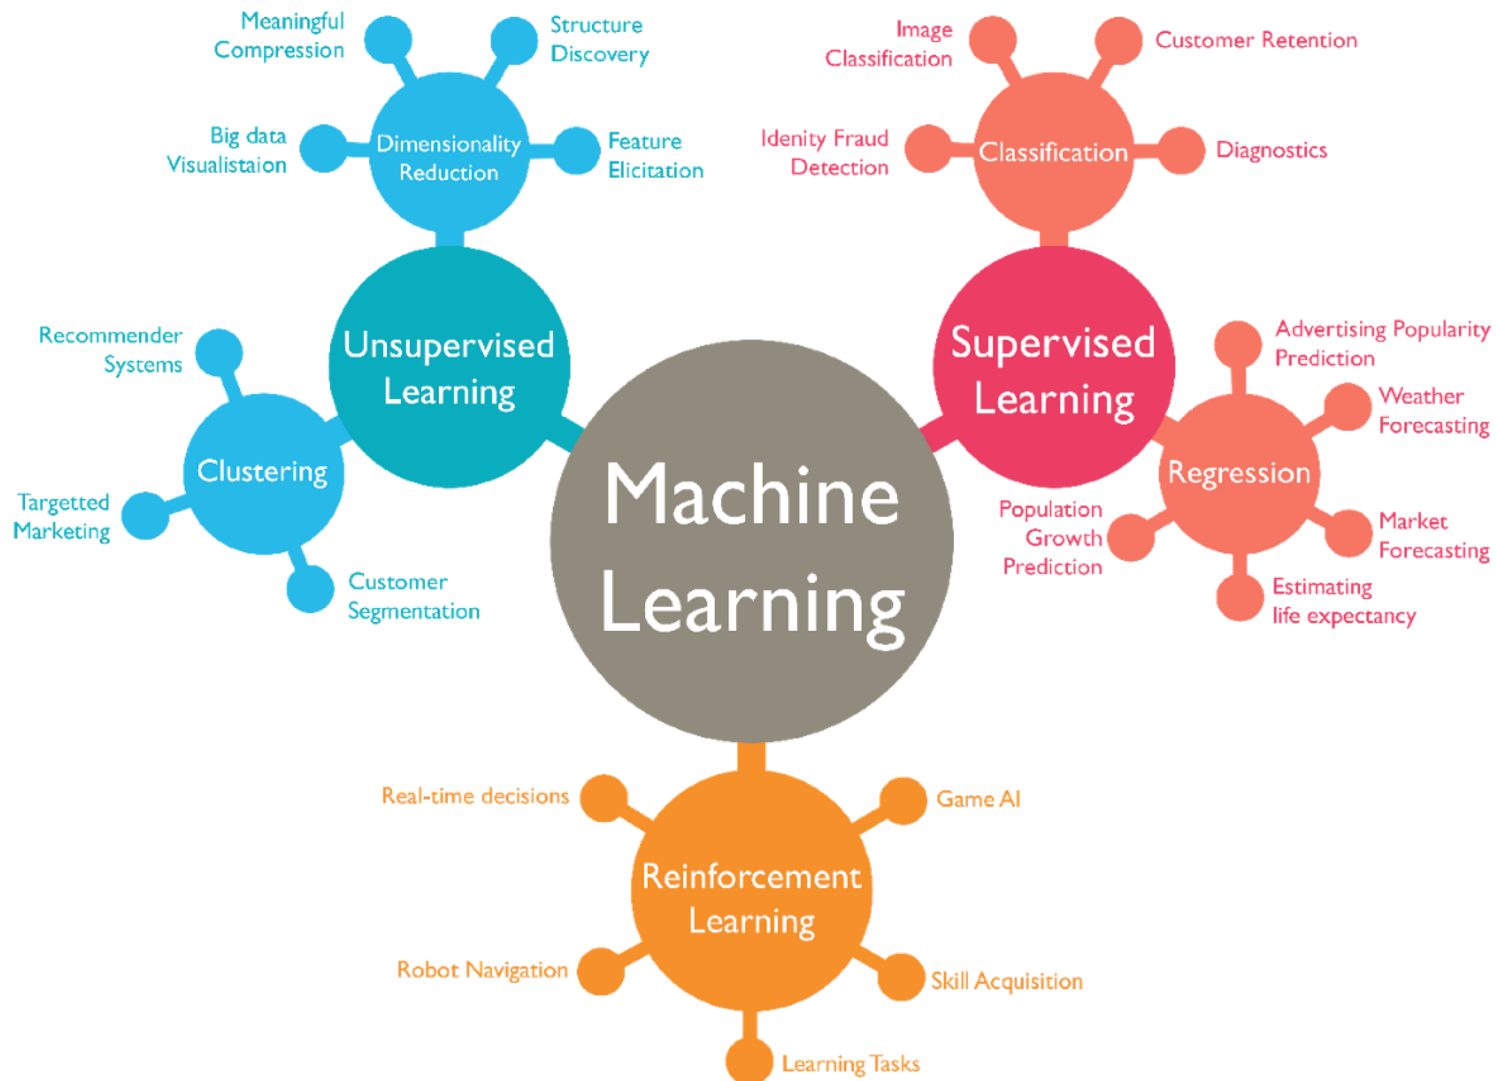 Meaningful
Compression
Structure
Discovery
Big data
Visualistaion
Dimensionality
Reduction
Feature
Elicitation
Image
Classification
Customer Retention
Idenity Fraud
Detection
Classification
Diagnostics
Unsupervised
Learning
Recommender
Systems
Clustering
Targetted
Marketing
Customer
Segmentation
Supervised
Learning
Advertising Popularity
Prediction
Weather
Forecasting
Regression
Population
Growth
Prediction
Market
Forecasting
Estimating
life expectancy
Machine
Learning
Real-time decisions
Game AI
Reinforcement
Learning
Robot Navigation
Skill Acquisition
Learning Tasks